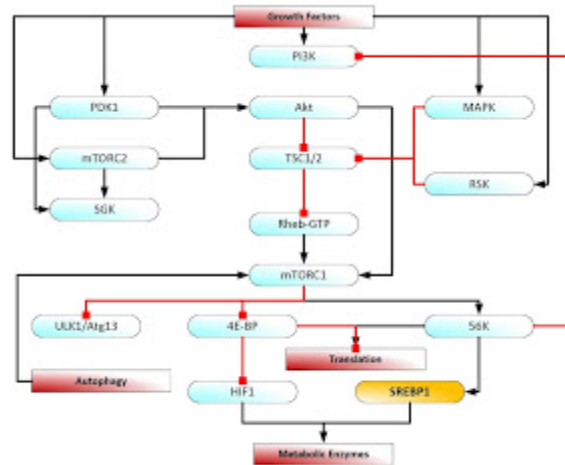 Growth Factors
PI3K
PDK1
Akt
MAPK
mTORC2
TSC1/2
RSK
SGK
Rheb-GTP
mTORC1
ULK1/Atg13
4E-BP
S6K
Translation
Autophagy
HIF1
SREBP1
Metabolic Enzymes